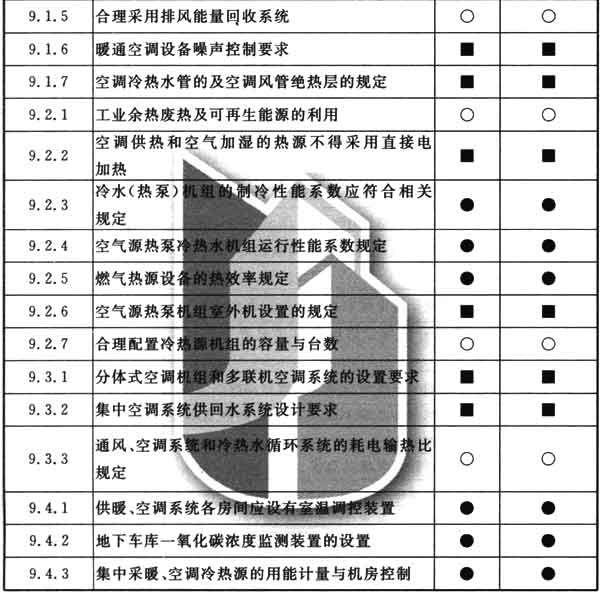 9.1.5 合理采用排风能量回收系统 ○ ○
9.1.6 暖通空调设备噪声控制要求 ■ ■
9.1.7 空调冷热水管的及空调风管绝热层的规定 ■ ■
9.2.1 工业余热废热及可再生能源的利用 ○ ○
9.2.2 空调供热和空气加湿的热源不得采用直接电 ■ ■
加热
9.2.3 冷水(热泵)机组的制冷性能系数应符合相关 ● ●
规定
9.2.4 空气源热泵冷热水机组运行性能系数规定 ● ●
9.2.5 燃气热源设备的热效率规定 ● ●
9.2.6 空气源热泵机组室外机设置的规定 ■ ■
9.2.7 合理配置冷热源机组的容量与台数 ○ ○
9.3.1 分体式空调机组和多联机空调系统的设置要求 ■ ■
9.3.2 集中空调系统供回水系统设计要求 ■ ■
9.3.3 通风、空调系统和冷热水循环系统的耗电输热比 ○ ○
规定
9.4.1 供暖、空调系统各房间应设有室温调控装置 ● ●
9.4.2 地下车库一氧化碳浓度监测装置的设置 ● ●
9.4.3 集中采暖、空调冷热源的用能计量与机房控制 ● ●